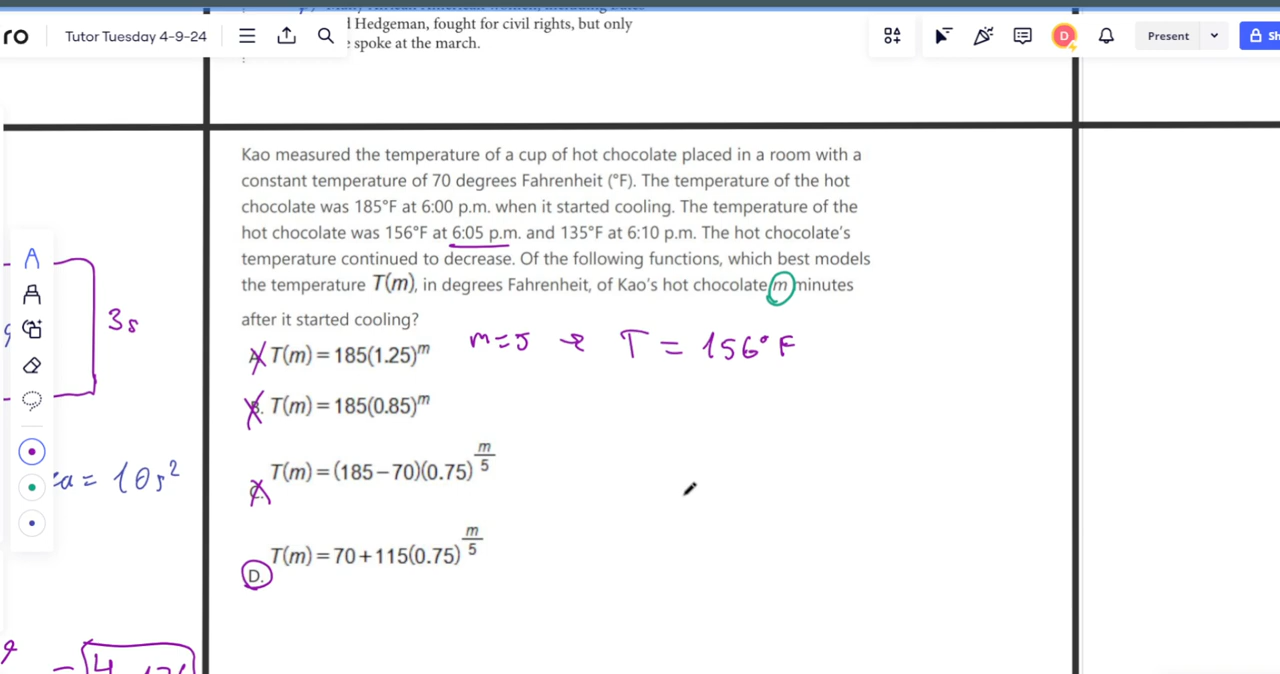 l Hedgeman, fought for civil rights, but only
ro Tutor Tuesday 4-9-24 Present Sh
e spoke at the march.
Kao measured the temperature of a cup of hot chocolate placed in a room with a
constant temperature of 70 degrees Fahrenheit (°F). The temperature of the hot
chocolate was 185°F at 6:00 p.m. when it started cooling. The temperature of the
hot chocolate was 156°F at 6:05 p.m. and 135°F at 6:10 p.m. The hot chocolate's
temperature continued to decrease. Of the following functions, which best models
the temperature T(m), in degrees Fahrenheit, of Kao's hot chocolate m minutes
after it started cooling?
3s
m=5 → T = 156°F
A. T(m) = 185(1.25)^m
B. T(m) = 185(0.85)^m
C. T(m) = (185 − 70)(0.75)^(m/5)
= 10s²
D. T(m) = 70 + 115(0.75)^(m/5)